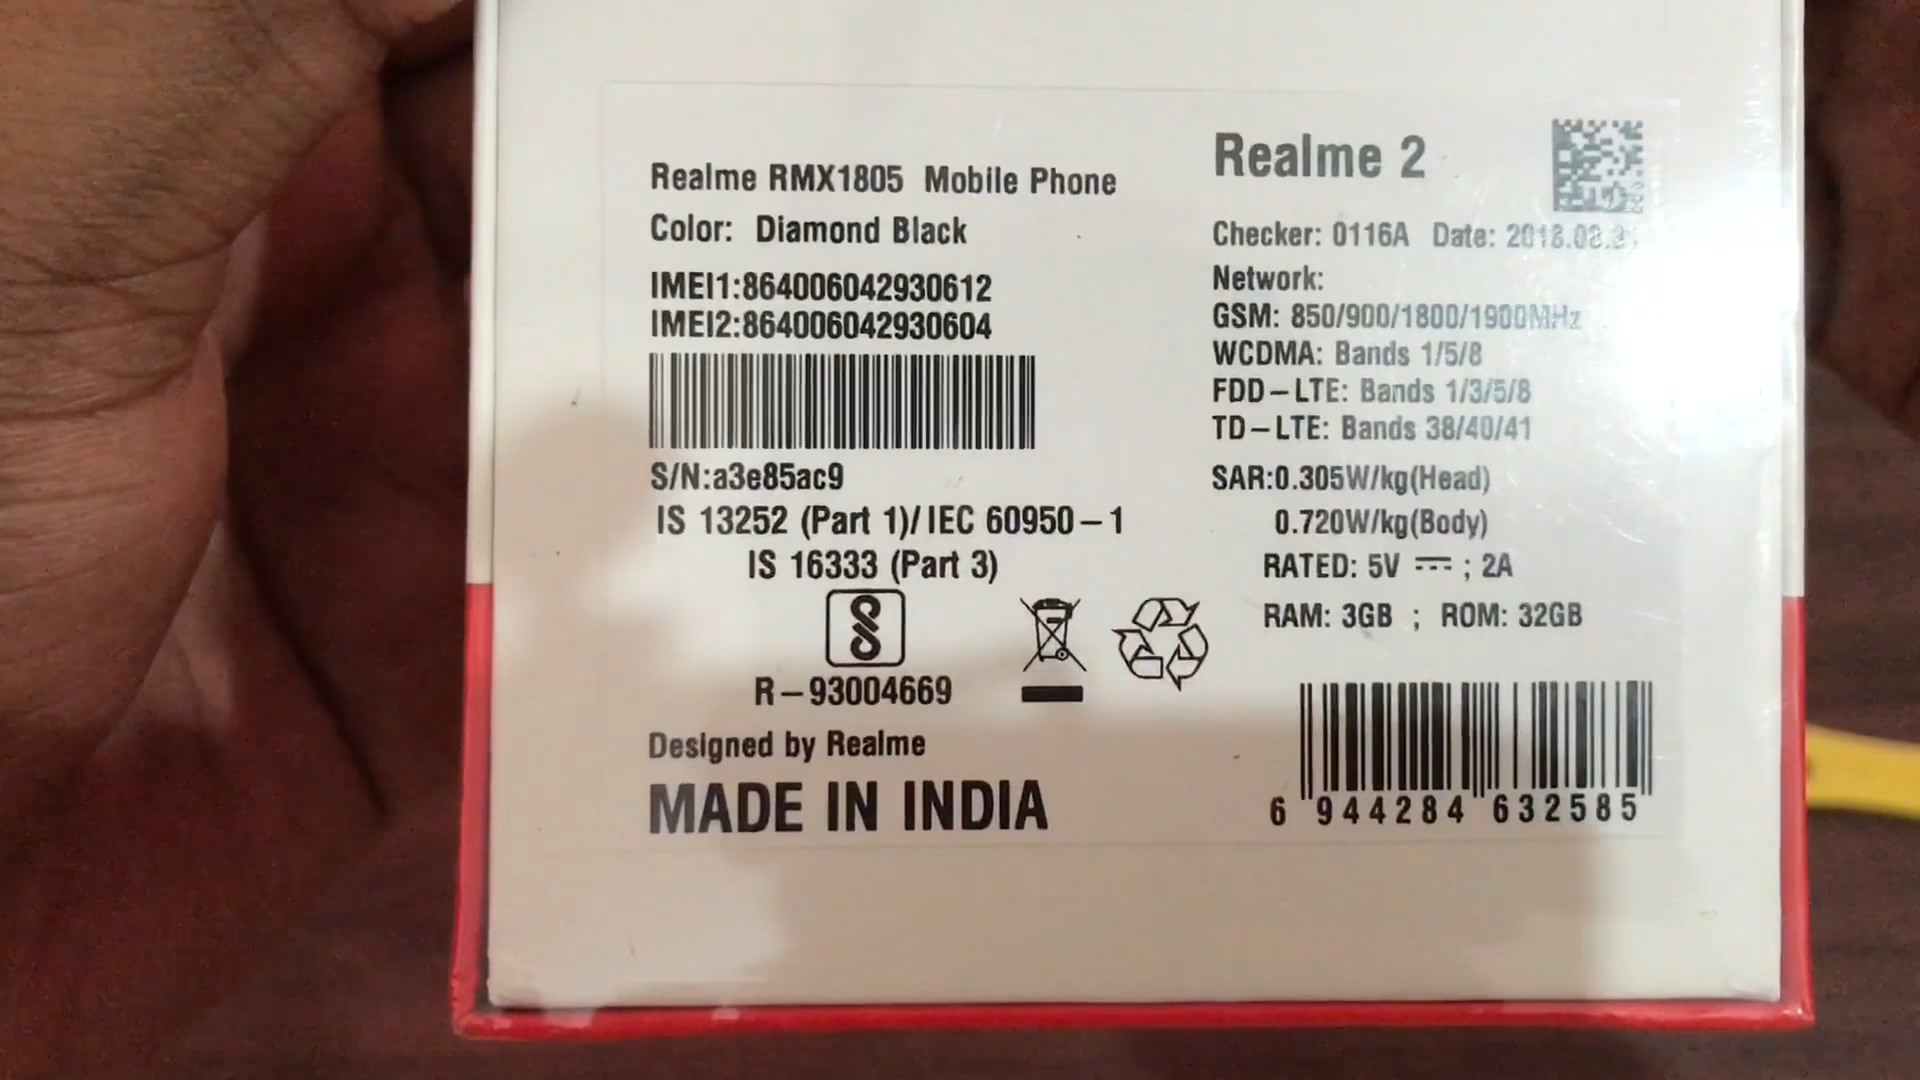 Realme RMX1805 Mobile Phone
Color: Diamond Black
IMEI1:864006042930612
IMEI2:864006042930604
S/N:a3e85ac9
IS 13252 (Part 1)/IEC 60950-1
IS 16333 (Part 3)
R-93004669
Designed by Realme
MADE IN INDIA
Realme 2
Checker: 0116A Date:
Network:
GSM: 850/900/1800/1900MHz
WCDMA: Bands 1/5/8
FDD-LTE: Bands 1/3/5/8
TD-LTE: Bands 38/40/41
SAR:0.305W/kg(Head)
0.720W/kg(Body)
RATED: 5V ⎓ ; 2A
RAM: 3GB ; ROM: 32GB
6 944284 632585